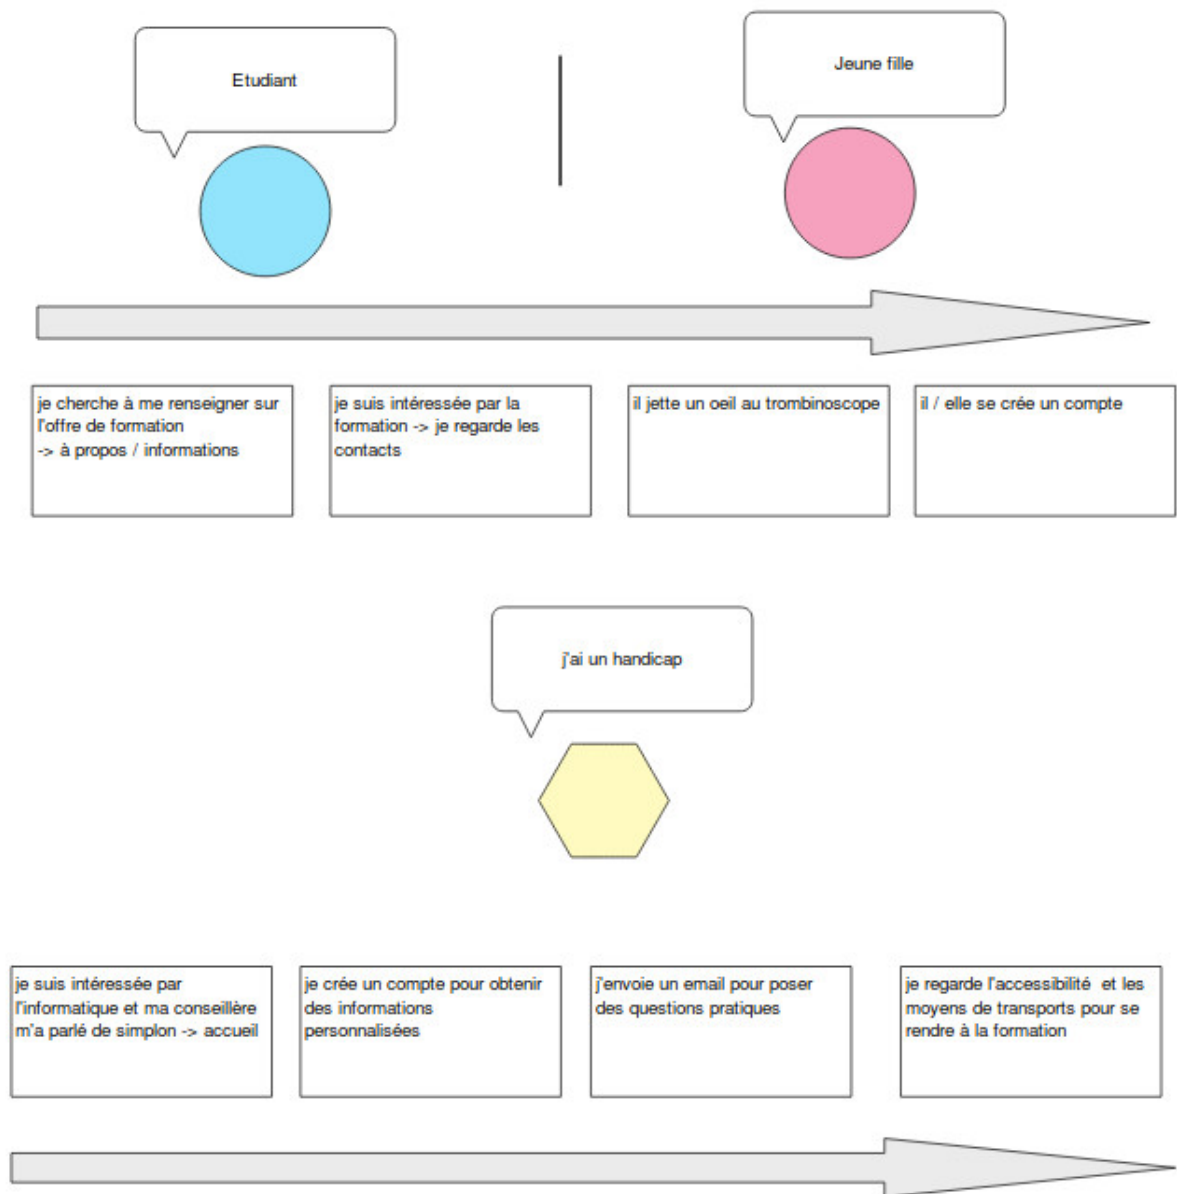 Etudiant
Jeune fille
je cherche à me renseigner sur
l'offre de formation
-> à propos / informations
je suis intéressée par la
formation -> je regarde les
contacts
il jette un oeil au trombinoscope
il / elle se crée un compte
j'ai un handicap
je suis intéressée par
l'informatique et ma conseillère
m'a parlé de simplon -> accueil
je crée un compte pour obtenir
des informations
personnalisées
j'envoie un email pour poser
des questions pratiques
je regarde l'accessibilité et les
moyens de transports pour se
rendre à la formation